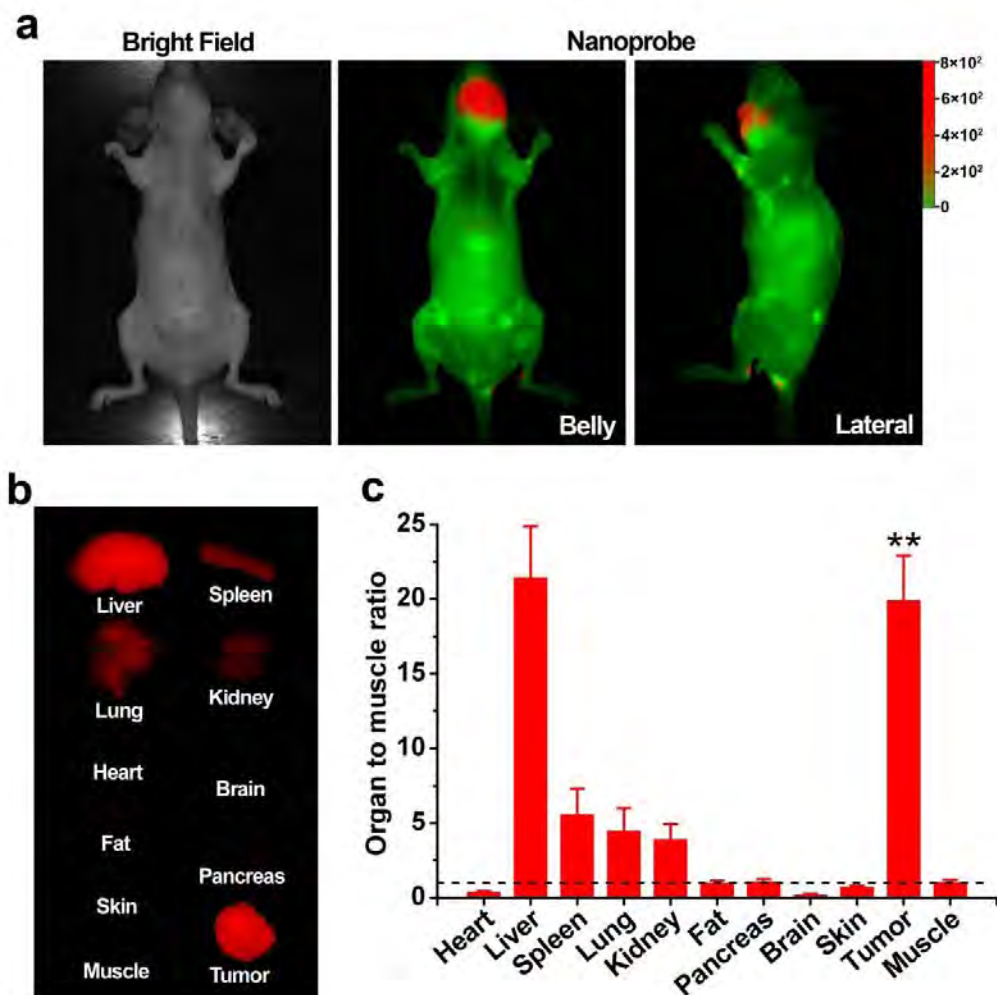 a
Bright Field
Nanoprobe
8×10²
6×10²
4×10²
2×10²
0
Belly
Lateral
b
Liver
Spleen
Lung
Kidney
Heart
Brain
Fat
Pancreas
Skin
Muscle
Tumor
c
Organ to muscle ratio
25
20
15
10
5
0
**
Heart
Liver
Spleen
Lung
Kidney
Fat
Pancreas
Brain
Skin
Tumor
Muscle